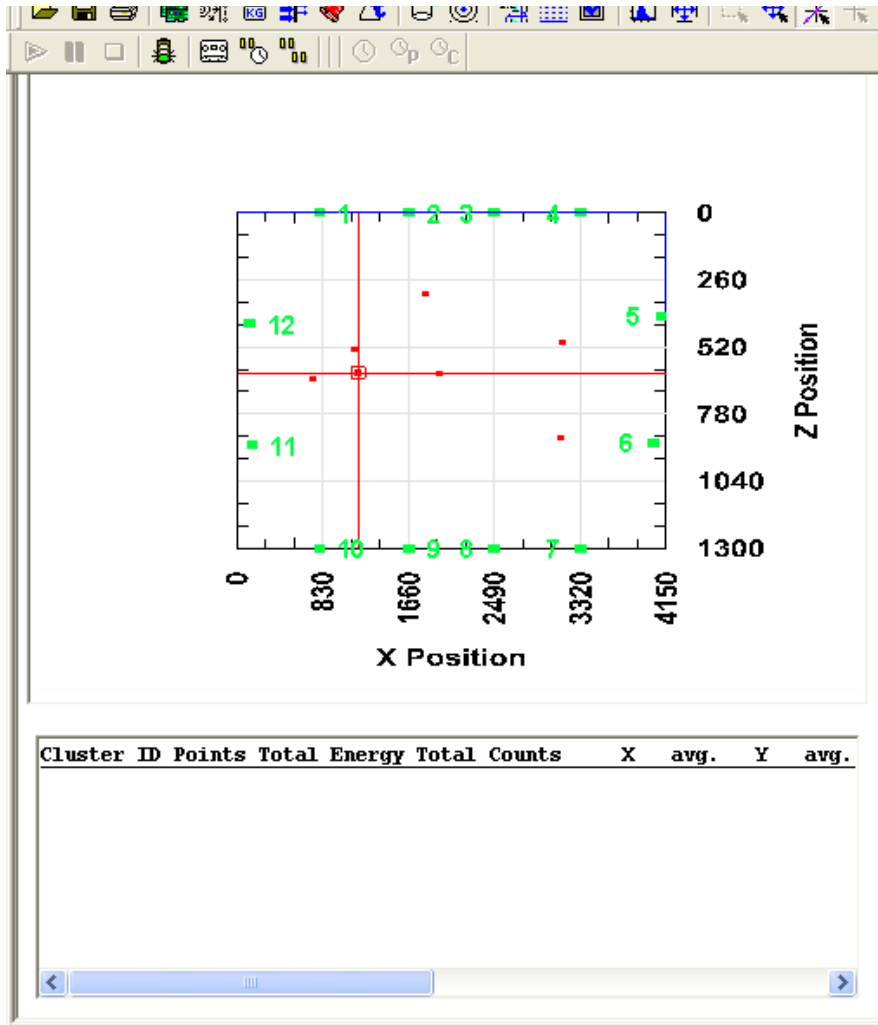 KG
P C
1 2 3 4
0
260
12 5
520
780
11 6
1040
10 9 8 7
1300
Z Position
0 830 1660 2490 3320 4150
X Position
Cluster ID Points Total Energy Total Counts X avg. Y avg.